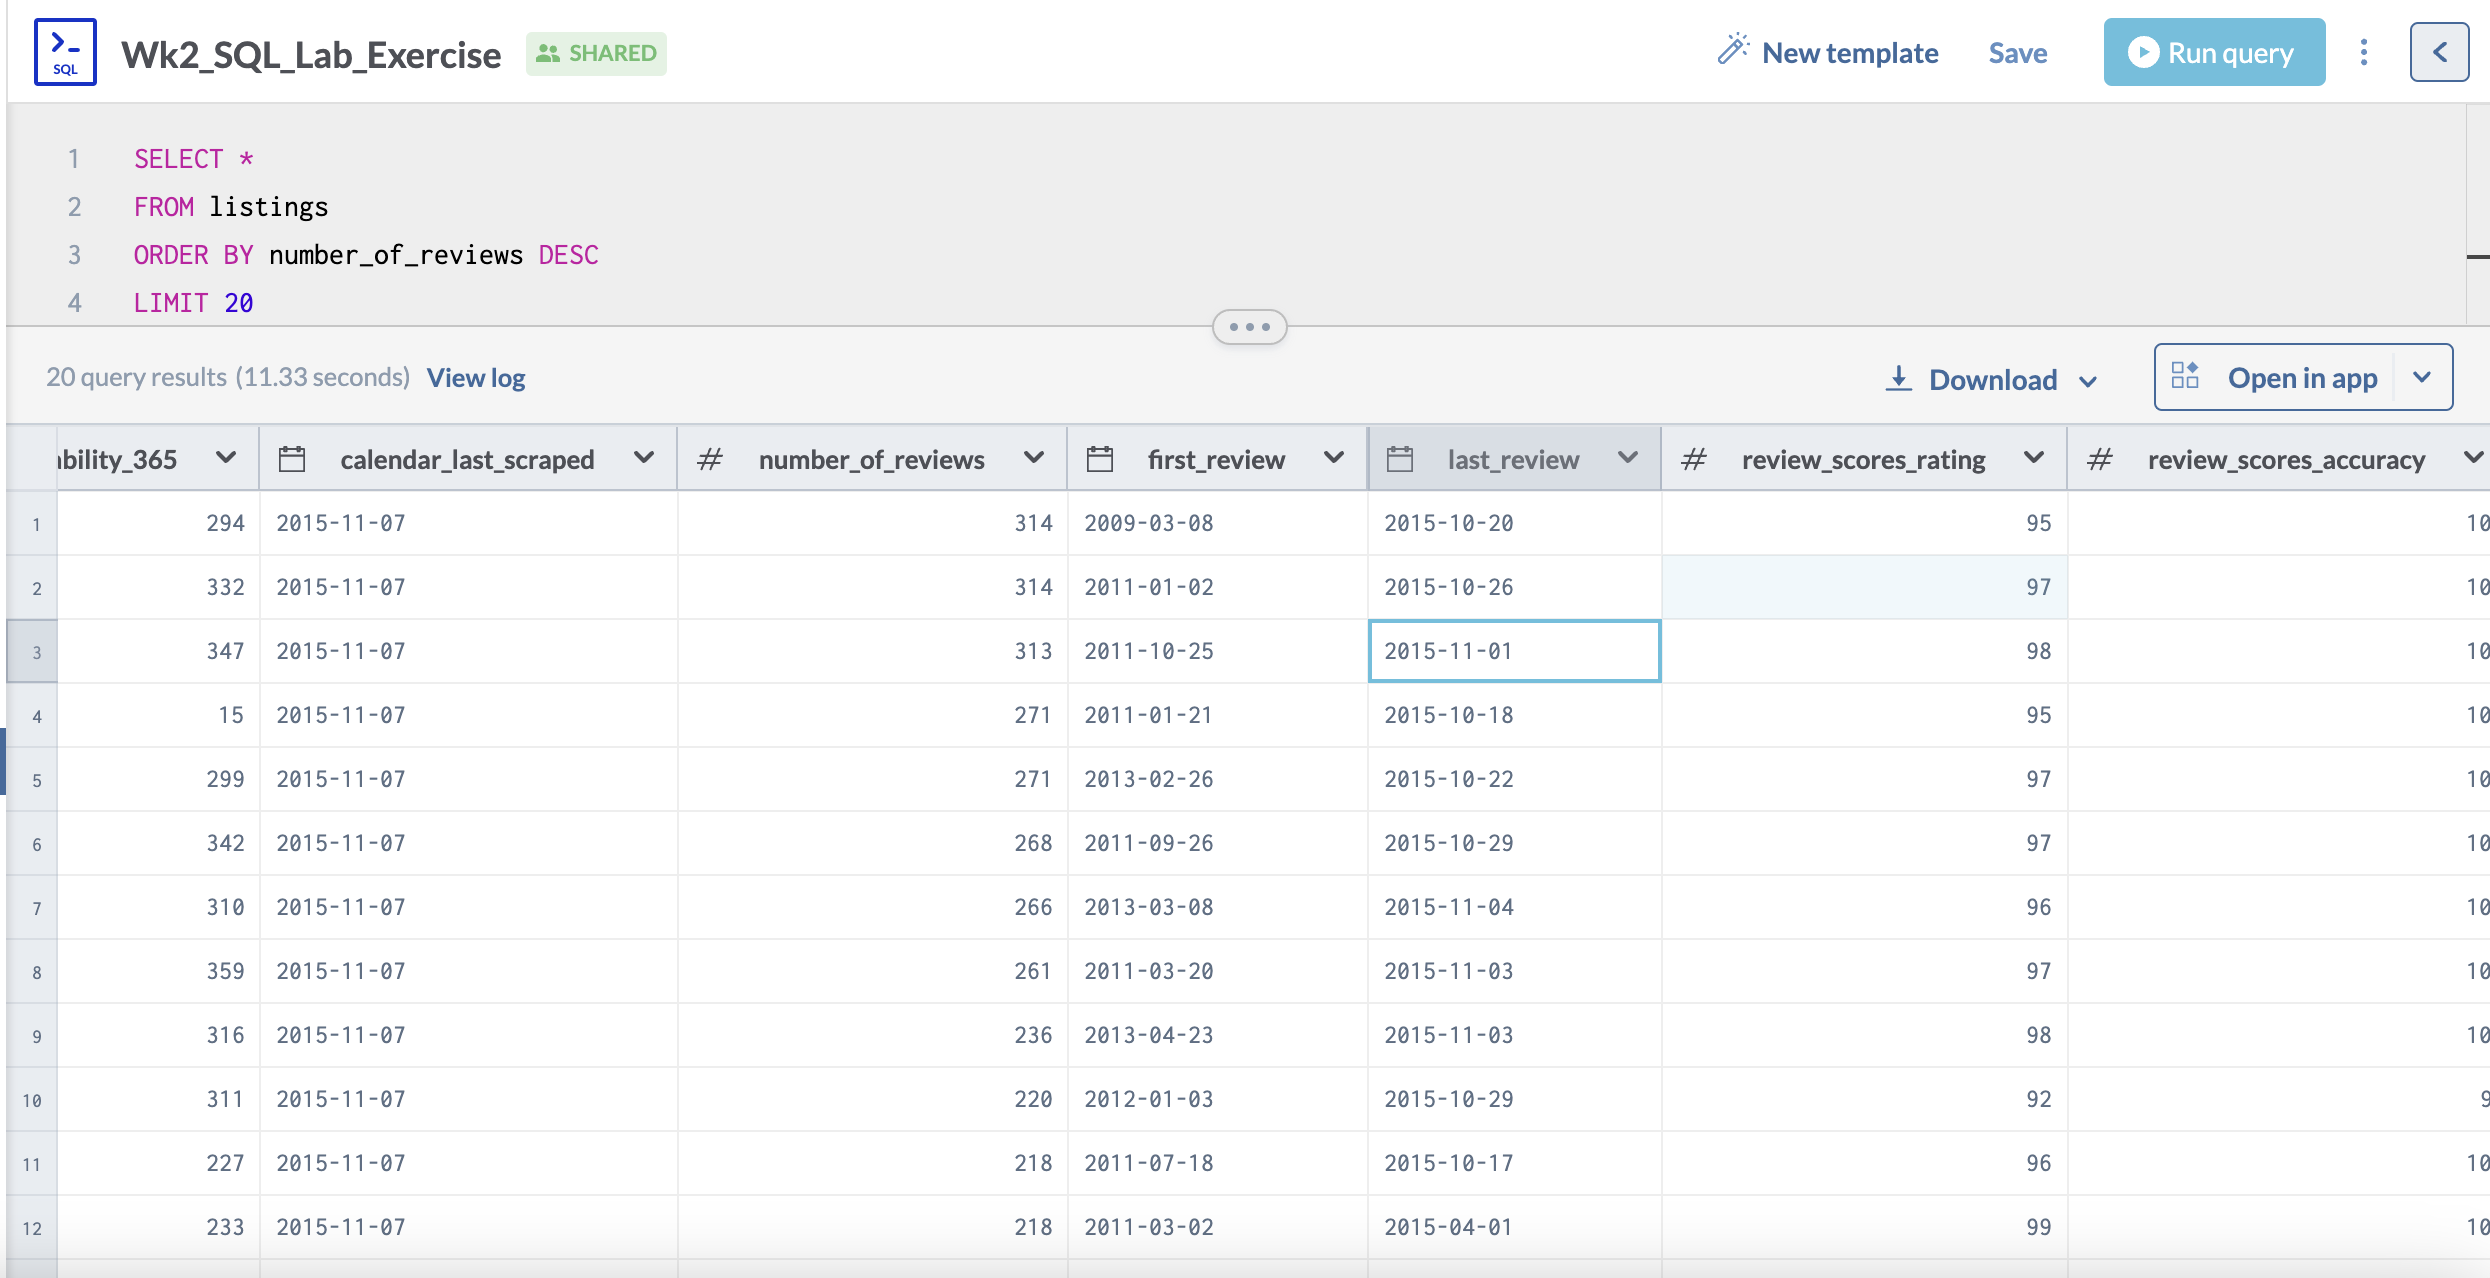 SQL
Wk2_SQL_Lab_Exercise SHARED New template Save Run query
1 SELECT *
2 FROM listings
3 ORDER BY number_of_reviews DESC
4 LIMIT 20
20 query results (11.33 seconds) View log Download Open in app
bility_365 calendar_last_scraped # number_of_reviews first_review last_review # review_scores_rating # review_scores_accuracy
1 294 2015-11-07 314 2009-03-08 2015-10-20 95 10
2 332 2015-11-07 314 2011-01-02 2015-10-26 97 10
3 347 2015-11-07 313 2011-10-25 2015-11-01 98 10
4 15 2015-11-07 271 2011-01-21 2015-10-18 95 10
5 299 2015-11-07 271 2013-02-26 2015-10-22 97 10
6 342 2015-11-07 268 2011-09-26 2015-10-29 97 10
7 310 2015-11-07 266 2013-03-08 2015-11-04 96 10
8 359 2015-11-07 261 2011-03-20 2015-11-03 97 10
9 316 2015-11-07 236 2013-04-23 2015-11-03 98 10
10 311 2015-11-07 220 2012-01-03 2015-10-29 92 9
11 227 2015-11-07 218 2011-07-18 2015-10-17 96 10
12 233 2015-11-07 218 2011-03-02 2015-04-01 99 10